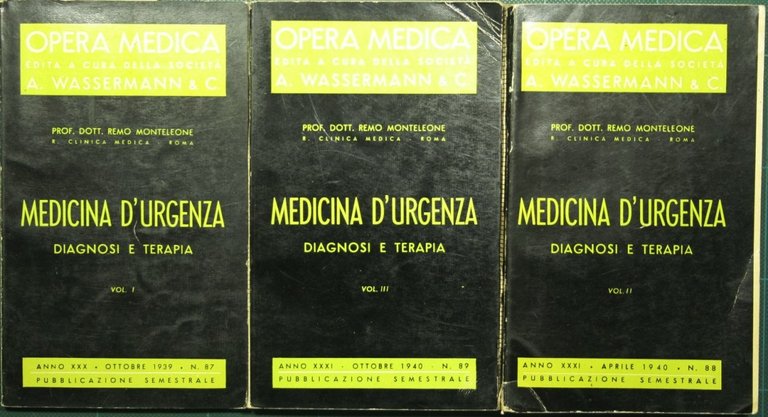 OPERA MEDICA
EDITA A CURA DELLA SOCIETÀ
A. WASSERMANN & C.
PROF. DOTT. REMO MONTELEONE
R. CLINICA MEDICA - ROMA
MEDICINA D'URGENZA
DIAGNOSI E TERAPIA
VOL. I
ANNO XXX • OTTOBRE 1939 • N. 87
PUBBLICAZIONE SEMESTRALE
OPERA MEDICA
EDITA A CURA DELLA SOCIETÀ
A. WASSERMANN & C.
PROF. DOTT. REMO MONTELEONE
R. CLINICA MEDICA - ROMA
MEDICINA D'URGENZA
DIAGNOSI E TERAPIA
VOL. III
ANNO XXXI • OTTOBRE 1940 • N. 89
PUBBLICAZIONE SEMESTRALE
OPERA MEDICA
EDITA A CURA DELLA SOCIETÀ
A. WASSERMANN & C.
PROF. DOTT. REMO MONTELEONE
R. CLINICA MEDICA - ROMA
MEDICINA D'URGENZA
DIAGNOSI E TERAPIA
VOL. II
ANNO XXXI • APRILE 1940 • N. 88
PUBBLICAZIONE SEMESTRALE